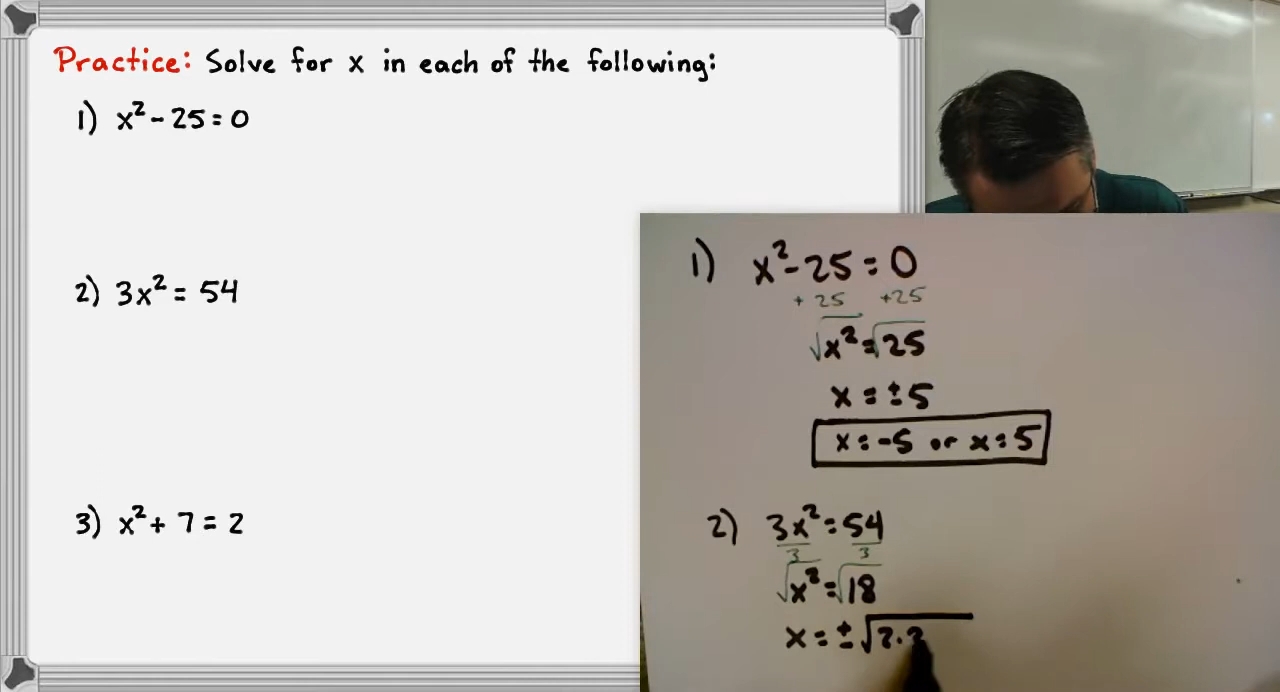 Practice: Solve for x in each of the following:
1) x² - 25 = 0
2) 3x² = 54
3) x² + 7 = 2
1) x² - 25 = 0
+ 25 +25
√x² = √25
x = ± 5
x = -5 or x = 5
2) 3x² = 54
3 3
√x² = √18
x = ± √2·